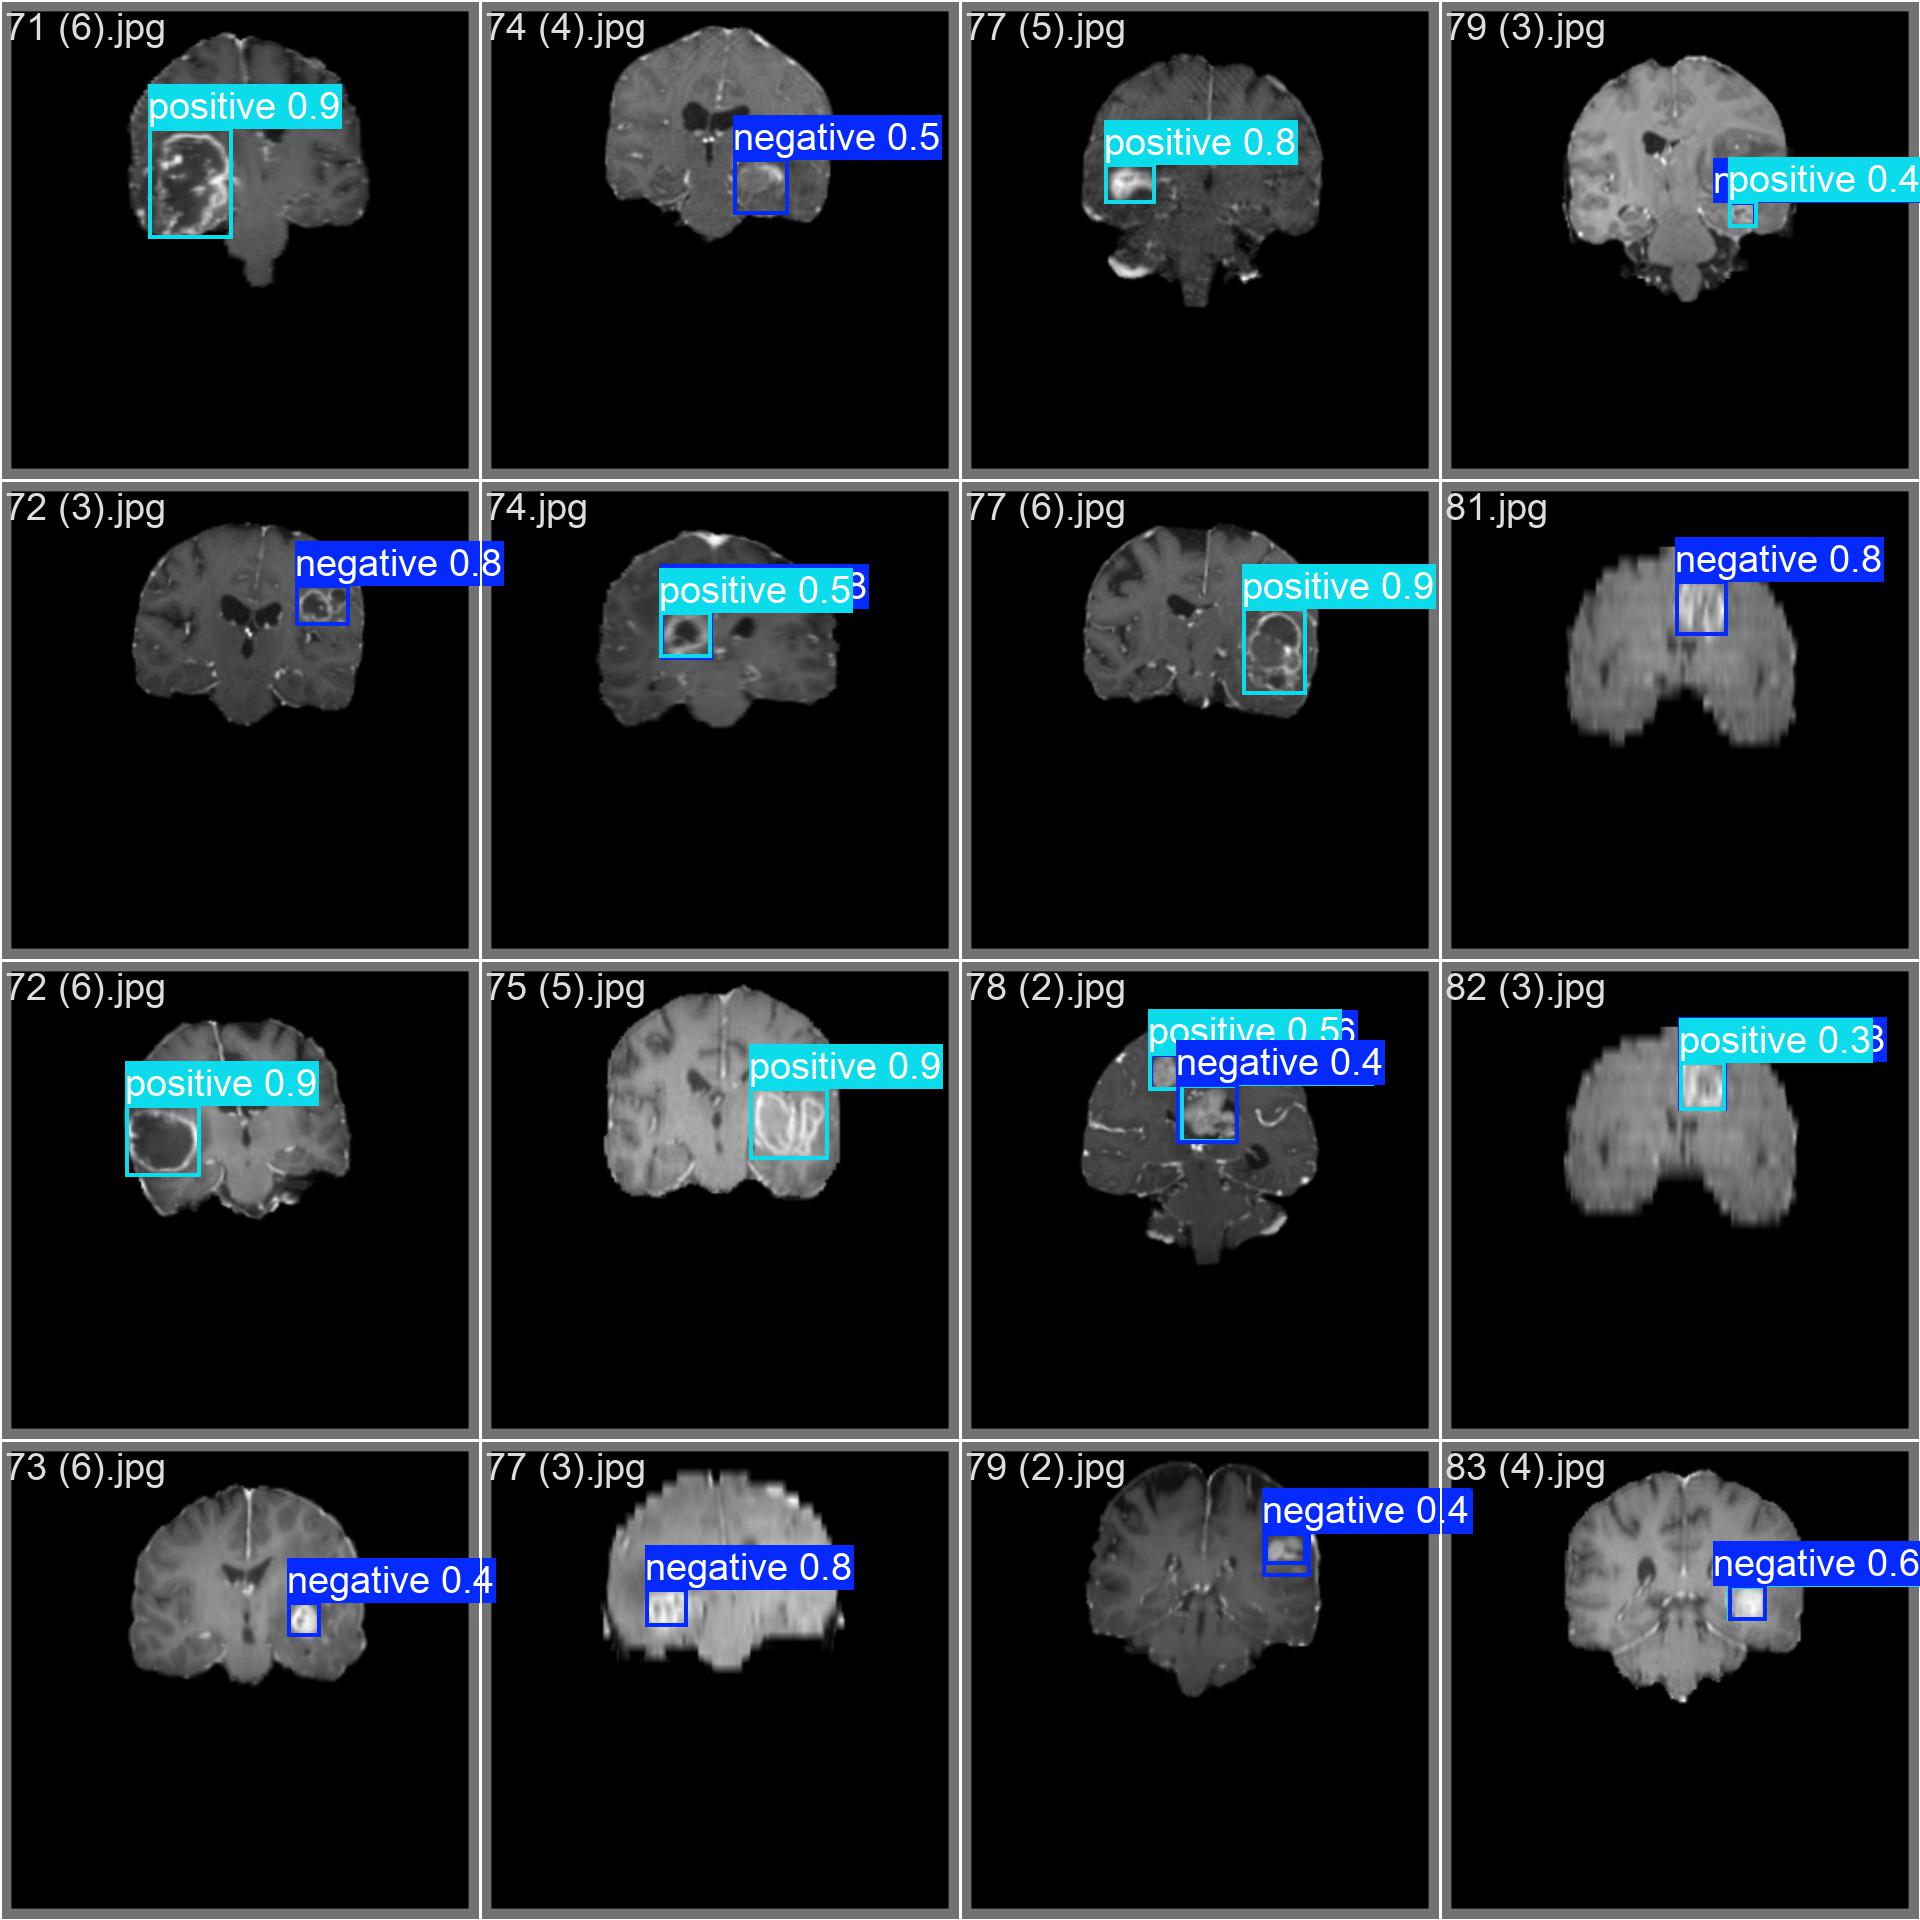 71 (6).jpg
positive 0.9
74 (4).jpg
negative 0.5
77 (5).jpg
positive 0.8
79 (3).jpg
positive 0.4
72 (3).jpg
negative 0.8
74.jpg
positive 0.5
77 (6).jpg
positive 0.9
81.jpg
negative 0.8
72 (6).jpg
positive 0.9
75 (5).jpg
positive 0.9
78 (2).jpg
positive 0.5
negative 0.4
82 (3).jpg
positive 0.3
73 (6).jpg
negative 0.4
77 (3).jpg
negative 0.8
79 (2).jpg
negative 0.4
83 (4).jpg
negative 0.6